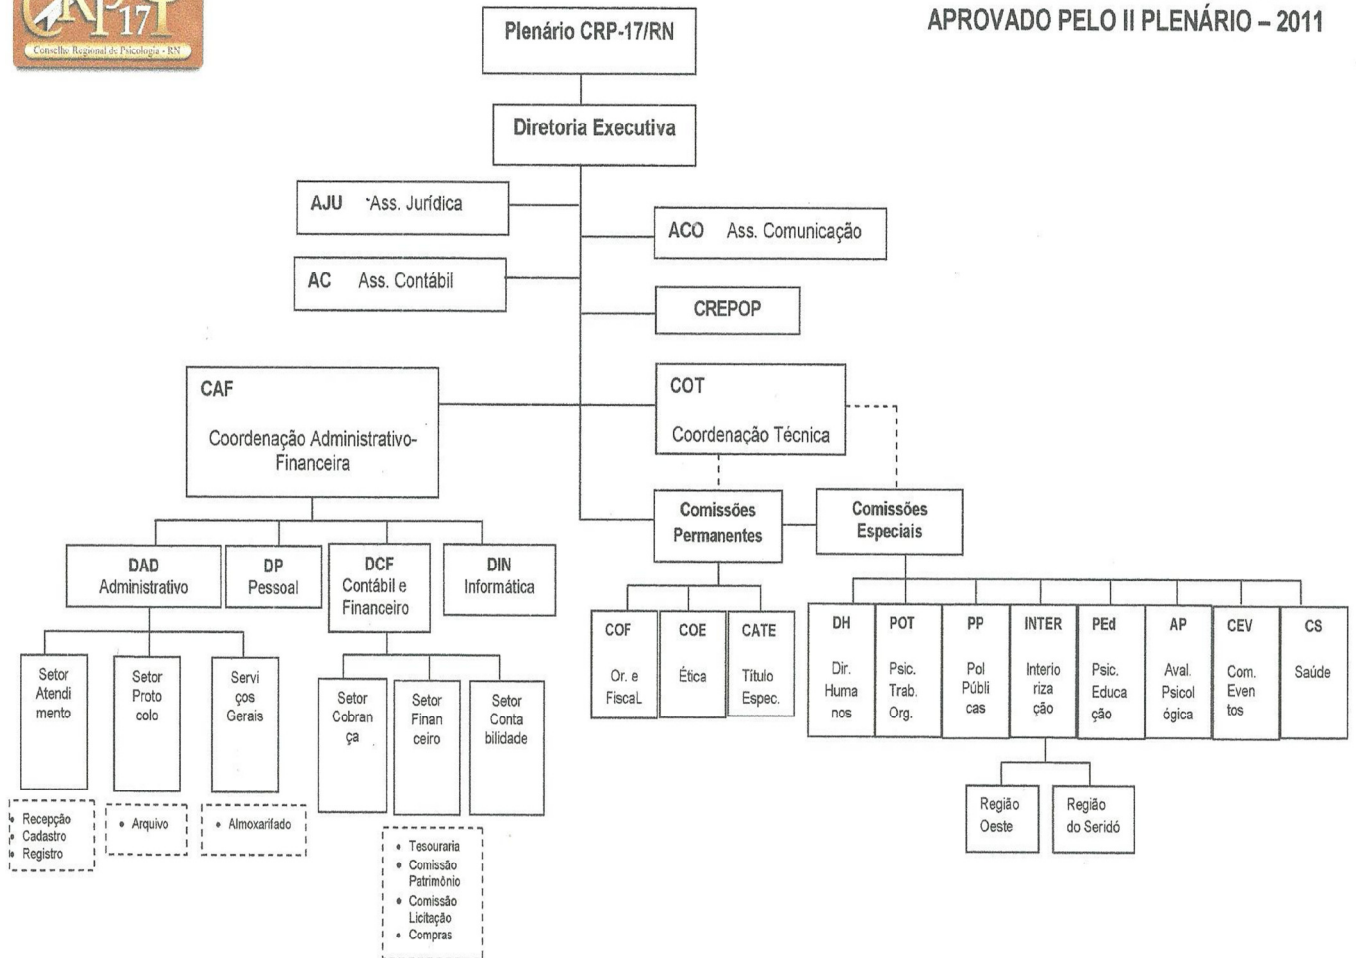 CRP 17
Conselho Regional de Psicologia - RN
APROVADO PELO II PLENÁRIO – 2011
Plenário CRP-17/RN
Diretoria Executiva
AJU Ass. Jurídica
ACO Ass. Comunicação
AC Ass. Contábil
CREPOP
CAF
Coordenação Administrativo-
Financeira
COT
Coordenação Técnica
Comissões
Permanentes
Comissões
Especiais
DAD
Administrativo
DP
Pessoal
DCF
Contábil e
Financeiro
DIN
Informática
Setor
Atendi
mento
Setor
Proto
colo
Servi
ços
Gerais
Setor
Cobran
ça
Setor
Finan
ceiro
Setor
Conta
bilidade
• Recepção
• Cadastro
• Registro
• Arquivo
• Almoxarifado
• Tesouraria
• Comissão
Patrimônio
• Comissão
Licitação
• Compras
COF
Or. e
Fiscal.
COE
Ética
CATE
Título
Espec.
DH
Dir.
Huma
nos
POT
Psic.
Trab.
Org.
PP
Pol
Públi
cas
INTER
Interio
riza
ção
PEd
Psic.
Educa
ção
AP
Aval.
Psicol
ógica
CEV
Com.
Even
tos
CS
Saúde
Região
Oeste
Região
do Seridó